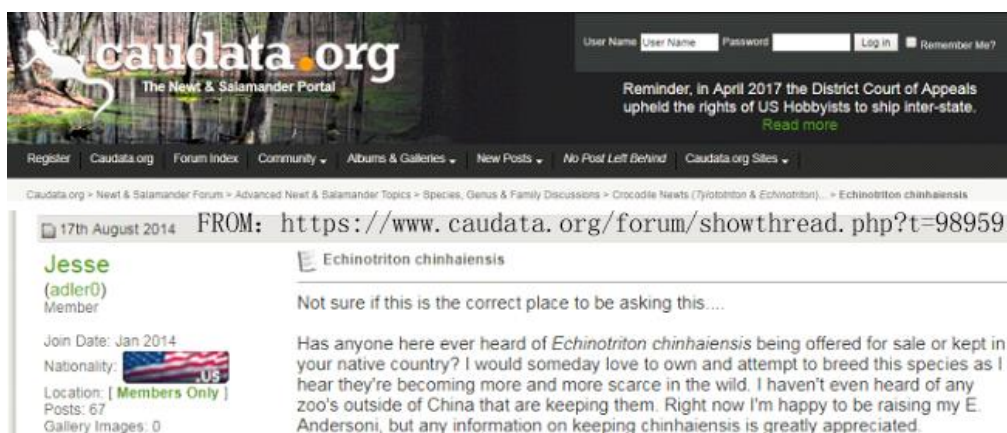 caudata.org
The Newt & Salamander Portal
User Name User Name Password Log in Remember Me?
Reminder, in April 2017 the District Court of Appeals
upheld the rights of US Hobbyists to ship inter-state.
Read more
Register Caudata.org Forum Index Community Albums & Galleries New Posts No Post Left Behind Caudata.org Sites
Caudata.org > Newt & Salamander Forum > Advanced Newt & Salamander Topics > Species, Genus & Family Discussions > Crocodile Newts (Tylototriton & Echinotriton)... > Echinotriton chinhaiensis
17th August 2014 FROM: https://www.caudata.org/forum/showthread.php?t=98959
Jesse
(adler0)
Member
Join Date: Jan 2014
Nationality: .US
Location: [ Members Only ]
Posts: 67
Gallery Images: 0
Echinotriton chinhaiensis
Not sure if this is the correct place to be asking this....
Has anyone here ever heard of Echinotriton chinhaiensis being offered for sale or kept in
your native country? I would someday love to own and attempt to breed this species as I
hear they're becoming more and more scarce in the wild. I haven't even heard of any
zoo's outside of China that are keeping them. Right now I'm happy to be raising my E.
Andersoni, but any information on keeping chinhaiensis is greatly appreciated.